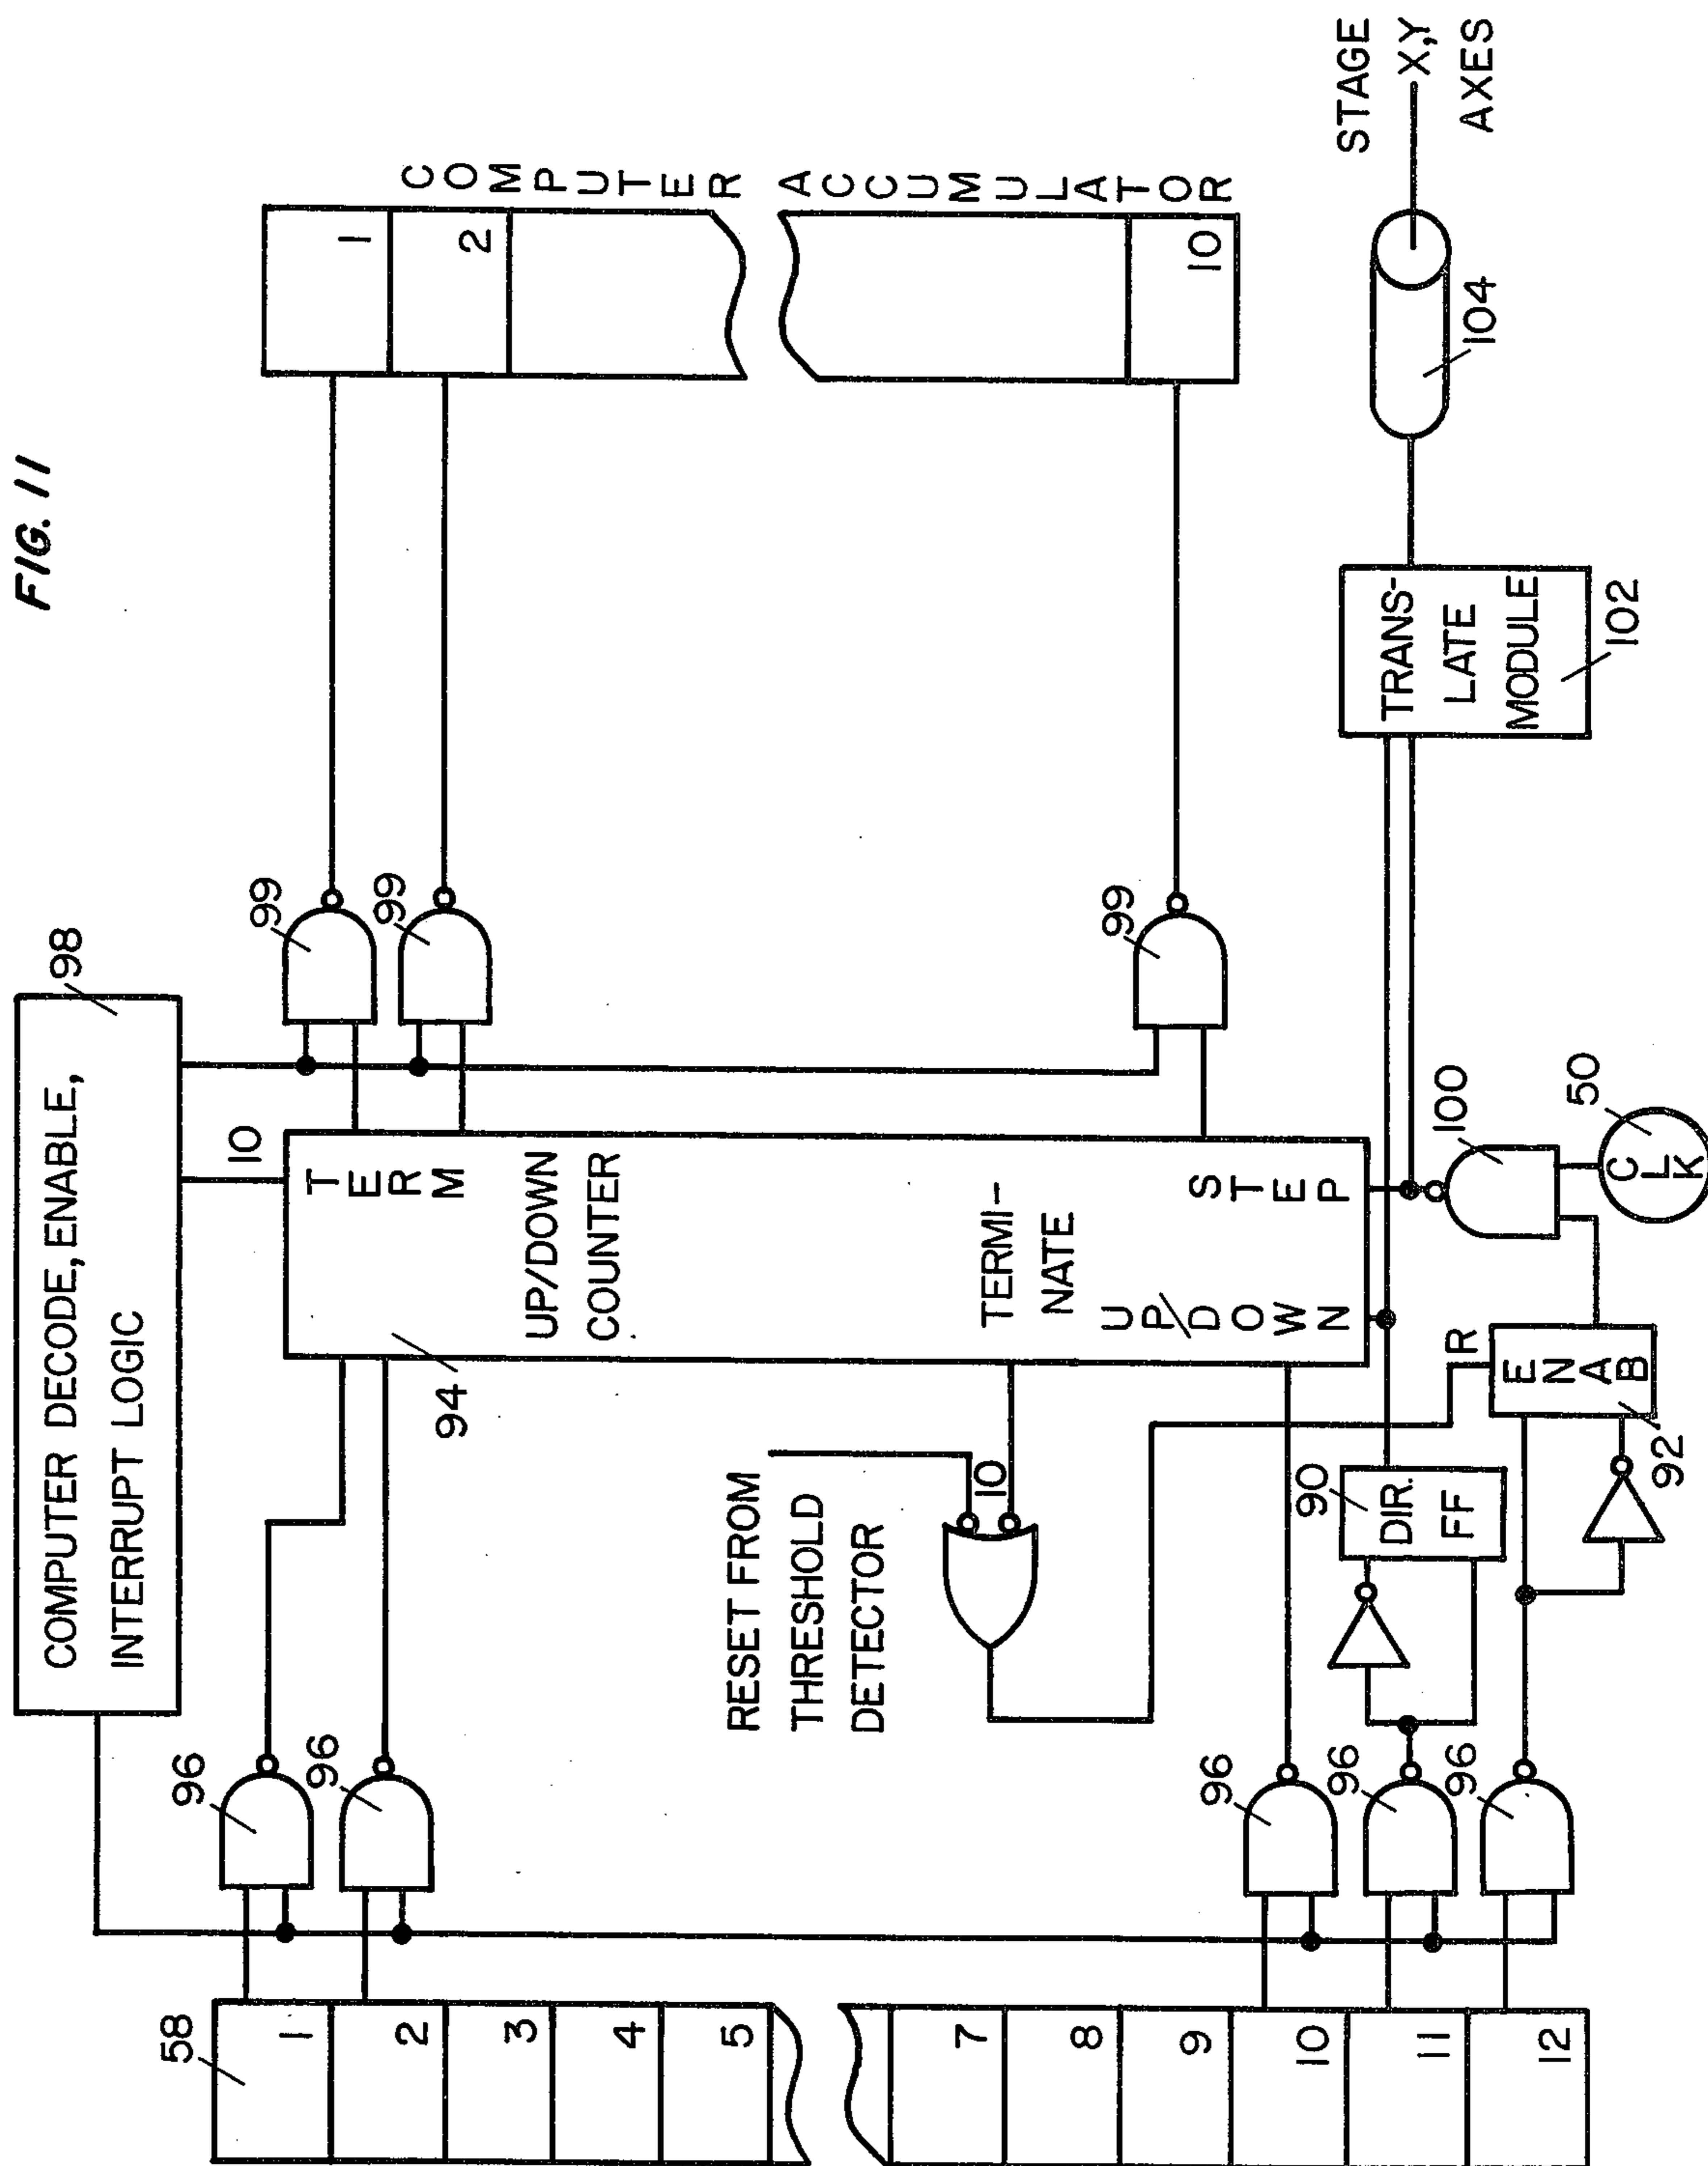 FIG. 11
COMPUTER DECODE, ENABLE,
INTERRUPT LOGIC
98
58
1
2
3
4
5
7
8
9
10
11
12
96
96
96
96
96
94
10
TERM
UP/DOWN
COUNTER
TERMI-
NATE
UP/DOWN
STEP
RESET FROM
THRESHOLD
DETECTOR
10
90
DIR.
FF
R
ENAB
92
100
CLK
50
99
99
99
1
2
10
COMPUTER ACCUMULATOR
TRANS-
LATE
MODULE
102
104
STAGE
X,Y
AXES